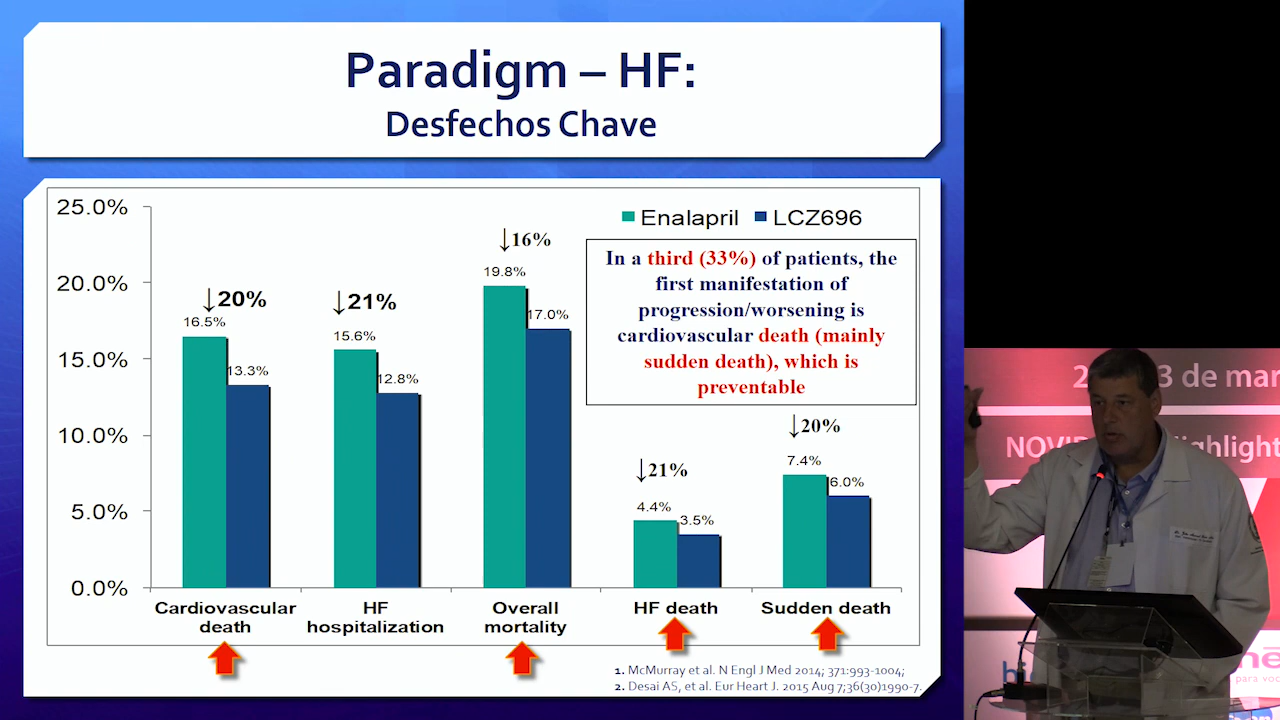 Paradigm – HF:
Desfechos Chave
25.0%
20.0%
15.0%
10.0%
5.0%
0.0%
Enalapril LCZ696
In a third (33%) of patients, the
first manifestation of
progression/worsening is
cardiovascular death (mainly
sudden death), which is
preventable
↓20%
16.5%
13.3%
↓21%
15.6%
12.8%
↓16%
19.8%
17.0%
↓21%
4.4%
3.5%
↓20%
7.4%
6.0%
Cardiovascular
death
HF
hospitalization
Overall
mortality
HF death
Sudden death
1. McMurray et al. N Engl J Med 2014; 371:993-1004;
2. Desai AS, et al. Eur Heart J. 2015 Aug 7;36(30)1990-7.
3 de mar
ighlight
para voc